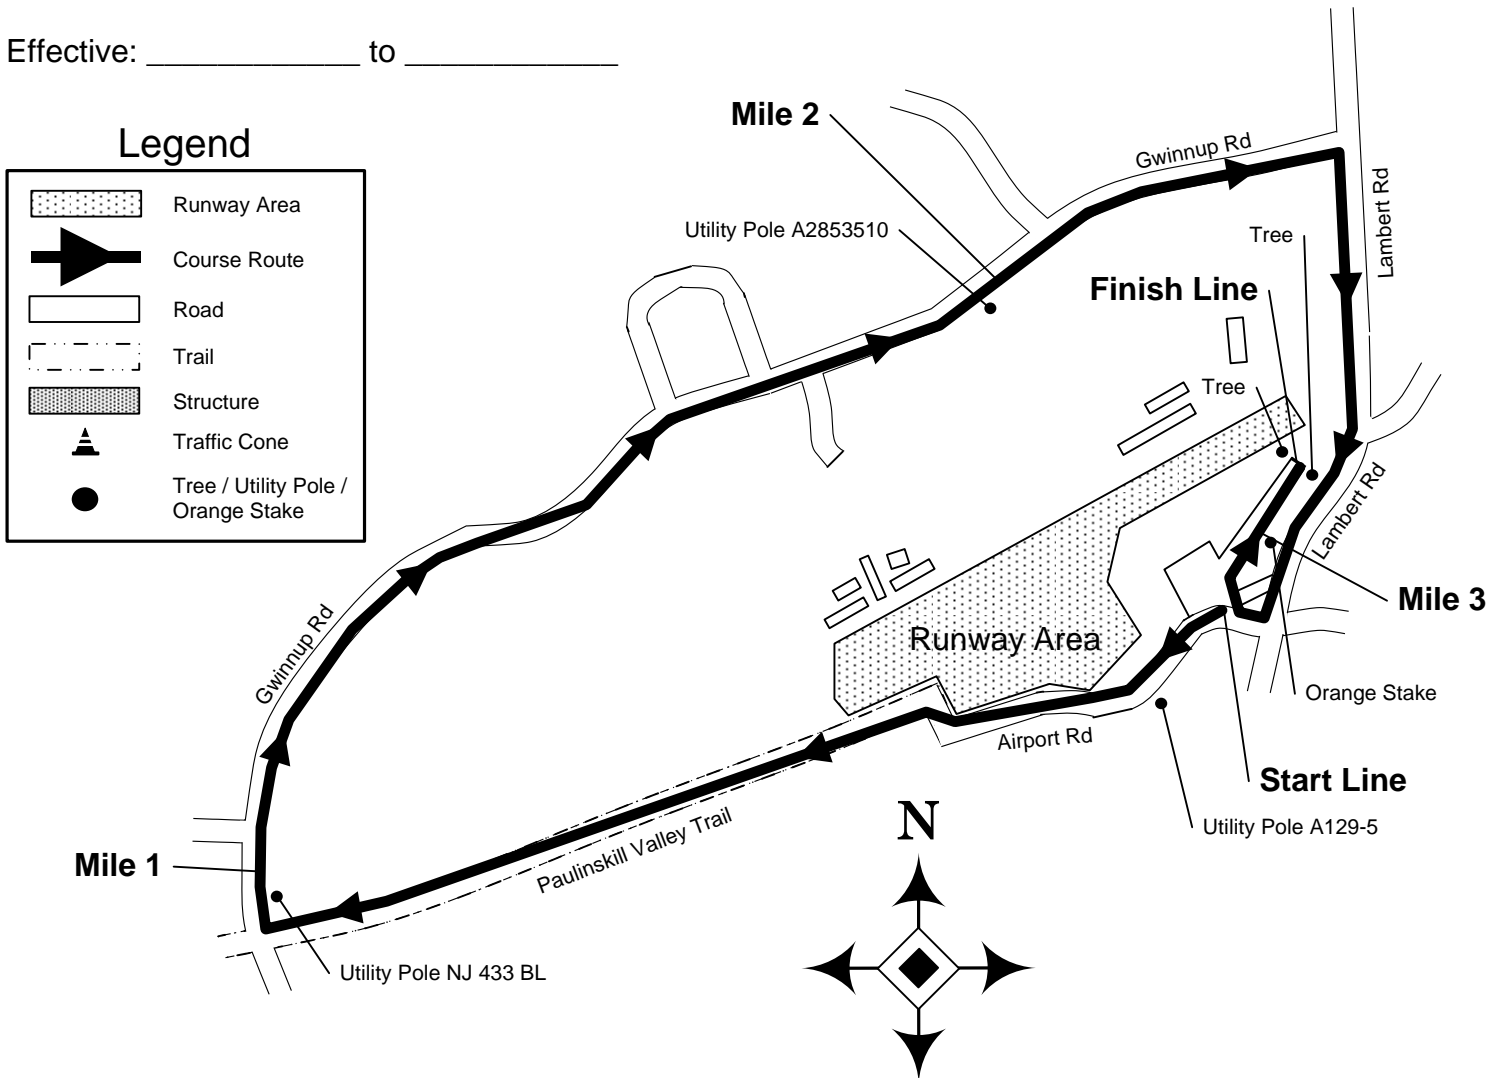 Effective: ____________ to ____________
Legend
Runway Area
Course Route
Road
Trail
Structure
Traffic Cone
Tree / Utility Pole /
Orange Stake
Mile 2
Utility Pole A2853510
Gwinnup Rd
Lambert Rd
Tree
Finish Line
Tree
Lambert Rd
Mile 3
Gwinnup Rd
Runway Area
Orange Stake
Airport Rd
Start Line
Utility Pole A129-5
Paulinskill Valley Trail
Mile 1
Utility Pole NJ 433 BL
N